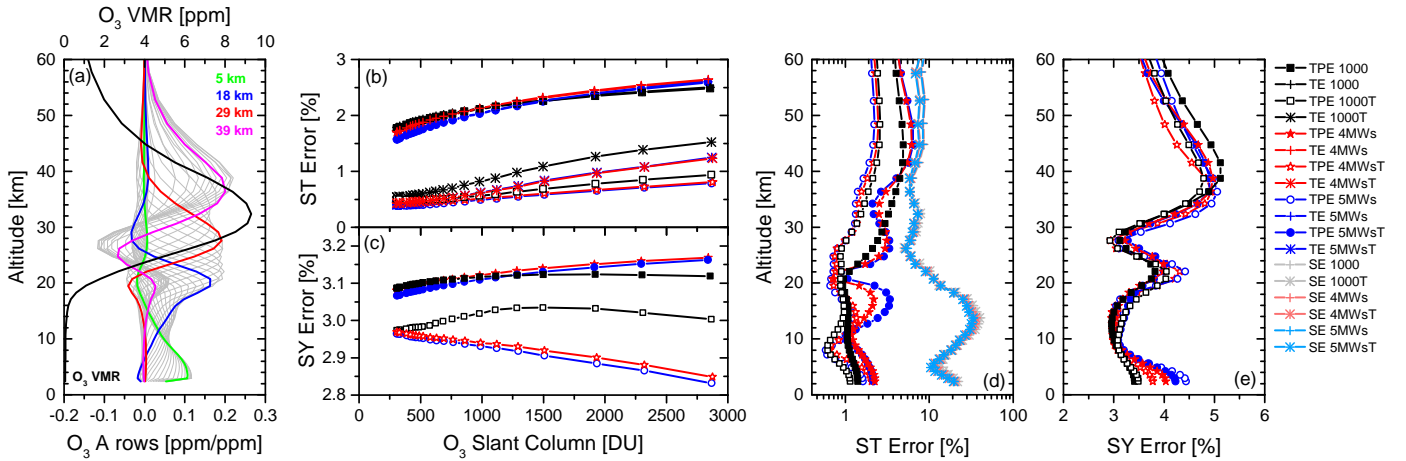 O3 VMR [ppm]
0 2 4 6 8 10
60
50
40
30
20
10
0
Altitude [km]
(a)
5 km
18 km
29 km
39 km
O3 VMR
-0.2 -0.1 0.0 0.1 0.2 0.3
O3 A rows [ppm/ppm]
(b)
3
2
1
0
ST Error [%]
(c)
3.2
3.1
3.0
2.9
2.8
SY Error [%]
0 500 1000 1500 2000 2500 3000
O3 Slant Column [DU]
60
50
40
30
20
10
0
Altitude [km]
(d)
1 10 100
ST Error [%]
(e)
2 3 4 5 6
SY Error [%]
TPE 1000
TE 1000
TPE 1000T
TE 1000T
TPE 4MWs
TE 4MWs
TPE 4MWsT
TE 4MWsT
TPE 5MWs
TE 5MWs
TPE 5MWsT
TE 5MWsT
SE 1000
SE 1000T
SE 4MWs
SE 4MWsT
SE 5MWs
SE 5MWsT